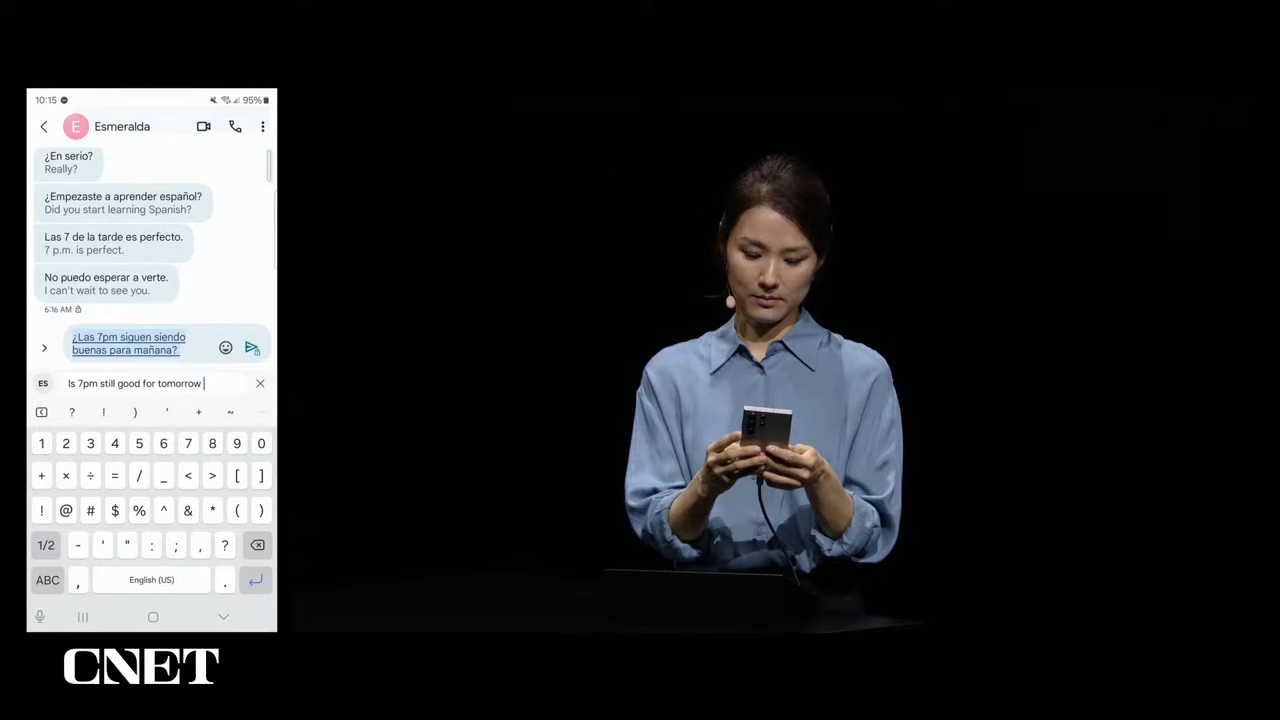 10:15
95%
E
Esmeralda
¿En serio?
Really?
¿Empezaste a aprender español?
Did you start learning Spanish?
Las 7 de la tarde es perfecto.
7 p.m. is perfect.
No puedo esperar a verte.
I can't wait to see you.
6:16 AM
¿Las 7pm siguen siendo
buenas para mañana?
ES Is 7pm still good for tomorrow
? ! ) ' + ~ ...
1 2 3 4 5 6 7 8 9 0
+ × ÷ = / _ < > [ ]
! @ # $ % ^ & * ( )
1/2 - ' " : ; , ?
ABC , English (US) .
CNET